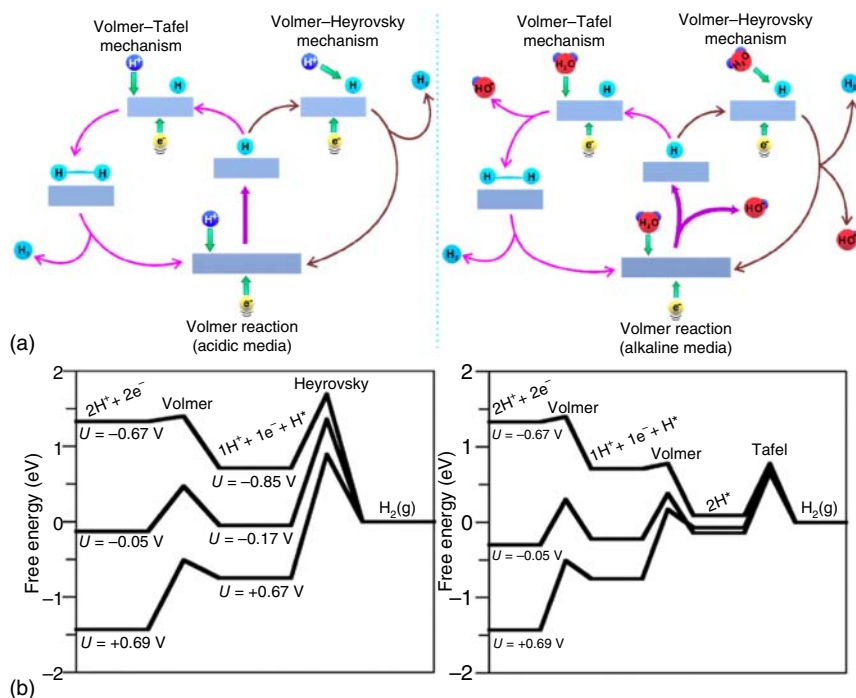 Volmer–Tafel
mechanism
Volmer–Heyrovsky
mechanism
H⁺
H
H⁺
H
H₂
e⁻
e⁻
H
H H
H⁺
H₂
e⁻
Volmer reaction
(acidic media)
Volmer–Tafel
mechanism
Volmer–Heyrovsky
mechanism
H₂O
H
H₂O
H
H₂
HO
e⁻
e⁻
H
H H
H₂O
HO
H₂
HO
e⁻
Volmer reaction
(alkaline media)
(a)
2
1
0
−1
−2
Free energy (eV)
2H⁺+ 2e⁻
Volmer
U = −0.67 V
1H⁺ + 1e⁻+ H*
U = −0.85 V
Heyrovsky
H₂(g)
U = −0.05 V
U = −0.17 V
U = +0.67 V
U = +0.69 V
2
1
0
−1
−2
Free energy (eV)
2H⁺+ 2e⁻
Volmer
U = −0.67 V
1H⁺ + 1e⁻+ H*
Volmer
Tafel
2H*
H₂(g)
U = −0.05 V
U = +0.69 V
(b)